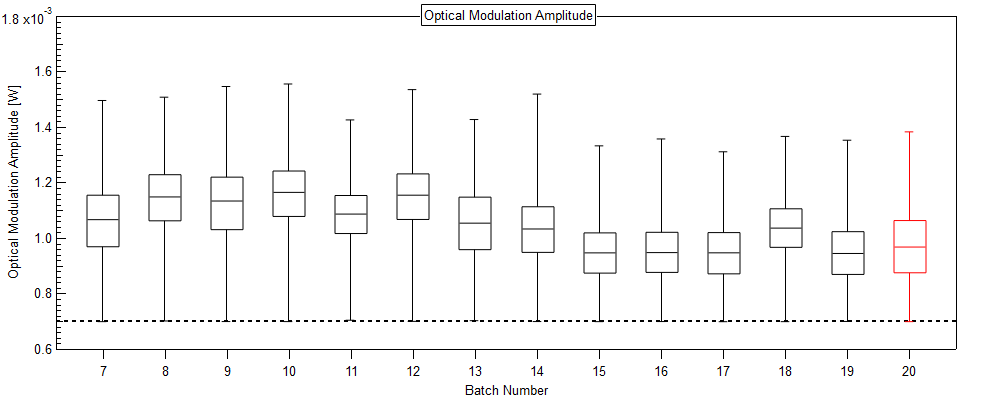 Optical Modulation Amplitude
1.8 x10-3
1.6
1.4
1.2
1.0
0.8
0.6
Optical Modulation Amplitude [W]
7 8 9 10 11 12 13 14 15 16 17 18 19 20
Batch Number